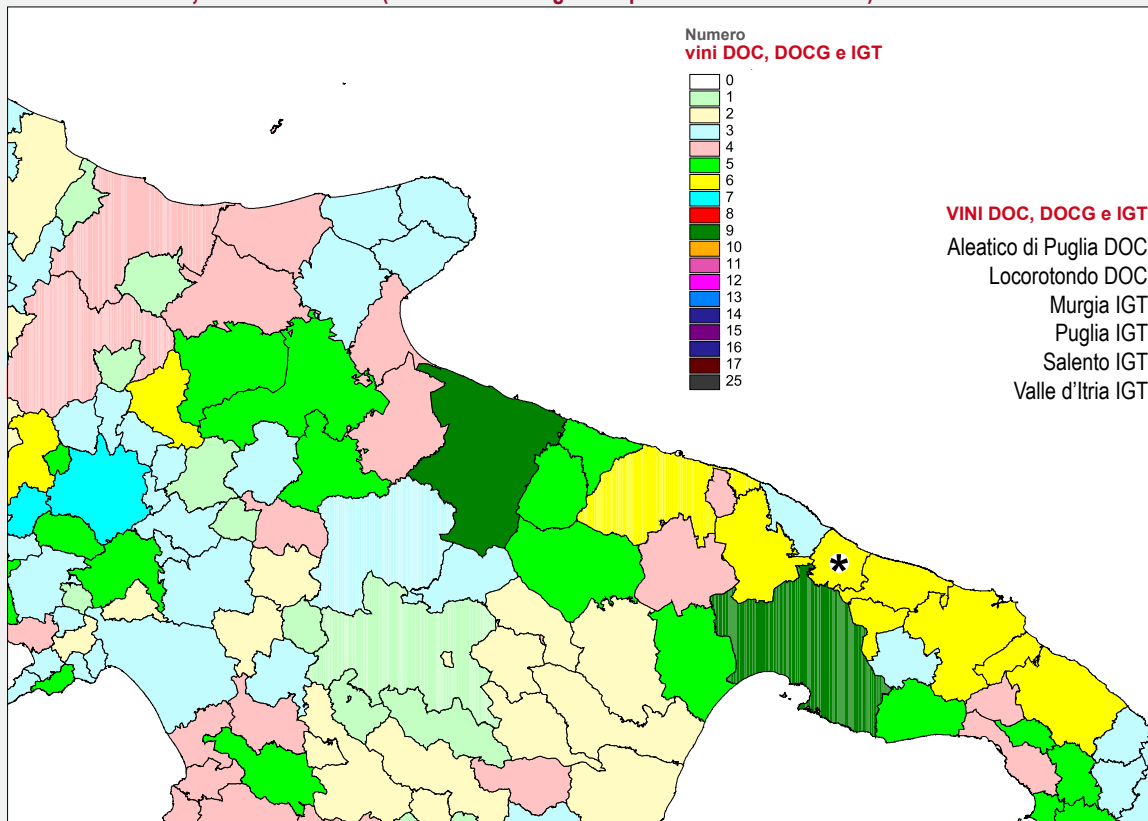 Numero
vini DOC, DOCG e IGT
0
1
2
3
4
5
6
7
8
9
10
11
12
13
14
15
16
17
25
VINI DOC, DOCG e IGT
Aleatico di Puglia DOC
Locorotondo DOC
Murgia IGT
Puglia IGT
Salento IGT
Valle d'Itria IGT
*